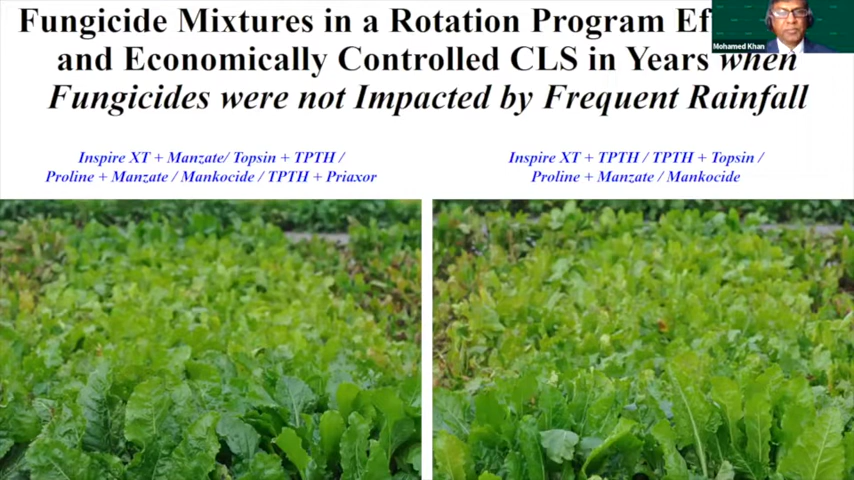 Fungicide Mixtures in a Rotation Program
Mohamed Khan
and Economically Controlled CLS in Years when
Fungicides were not Impacted by Frequent Rainfall
Inspire XT + Manzate/ Topsin + TPTH /
Proline + Manzate / Mankocide / TPTH + Priaxor
Inspire XT + TPTH / TPTH + Topsin /
Proline + Manzate / Mankocide